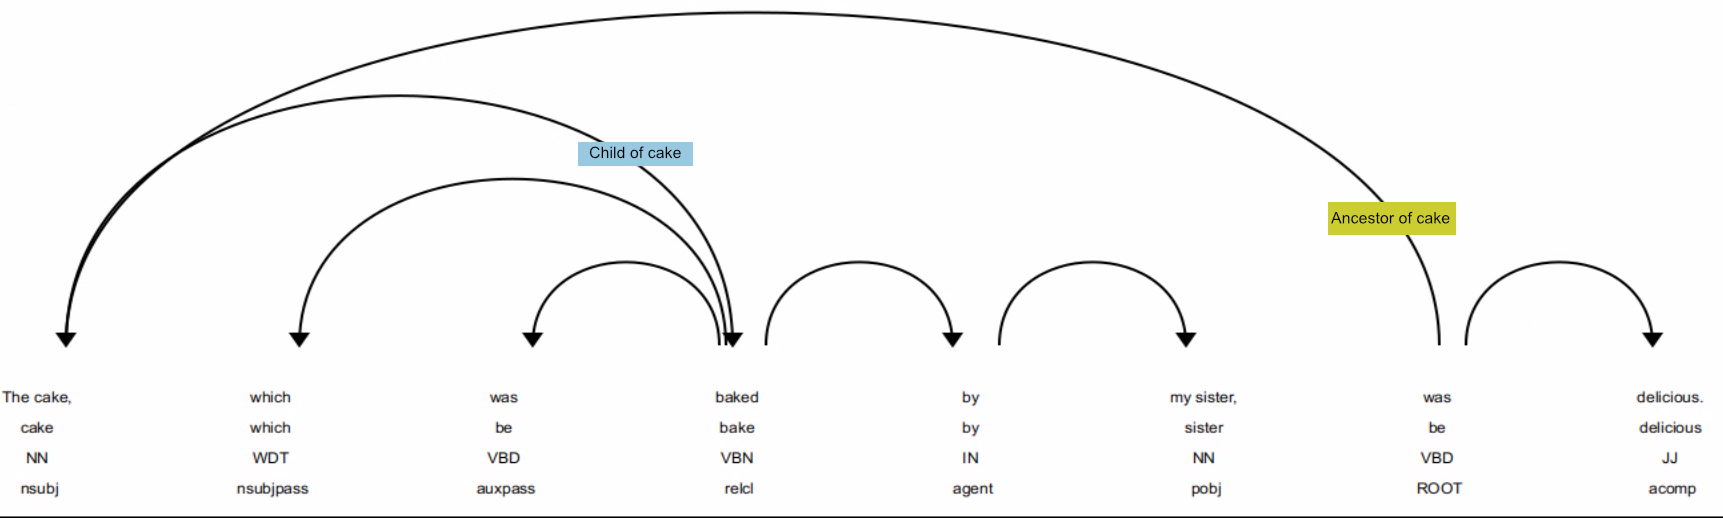 Child of cake
Ancestor of cake
The cake, which was baked by my sister, was delicious.
cake which be bake by sister be delicious
NN WDT VBD VBN IN NN VBD JJ
nsubj nsubjpass auxpass relcl agent pobj ROOT acomp